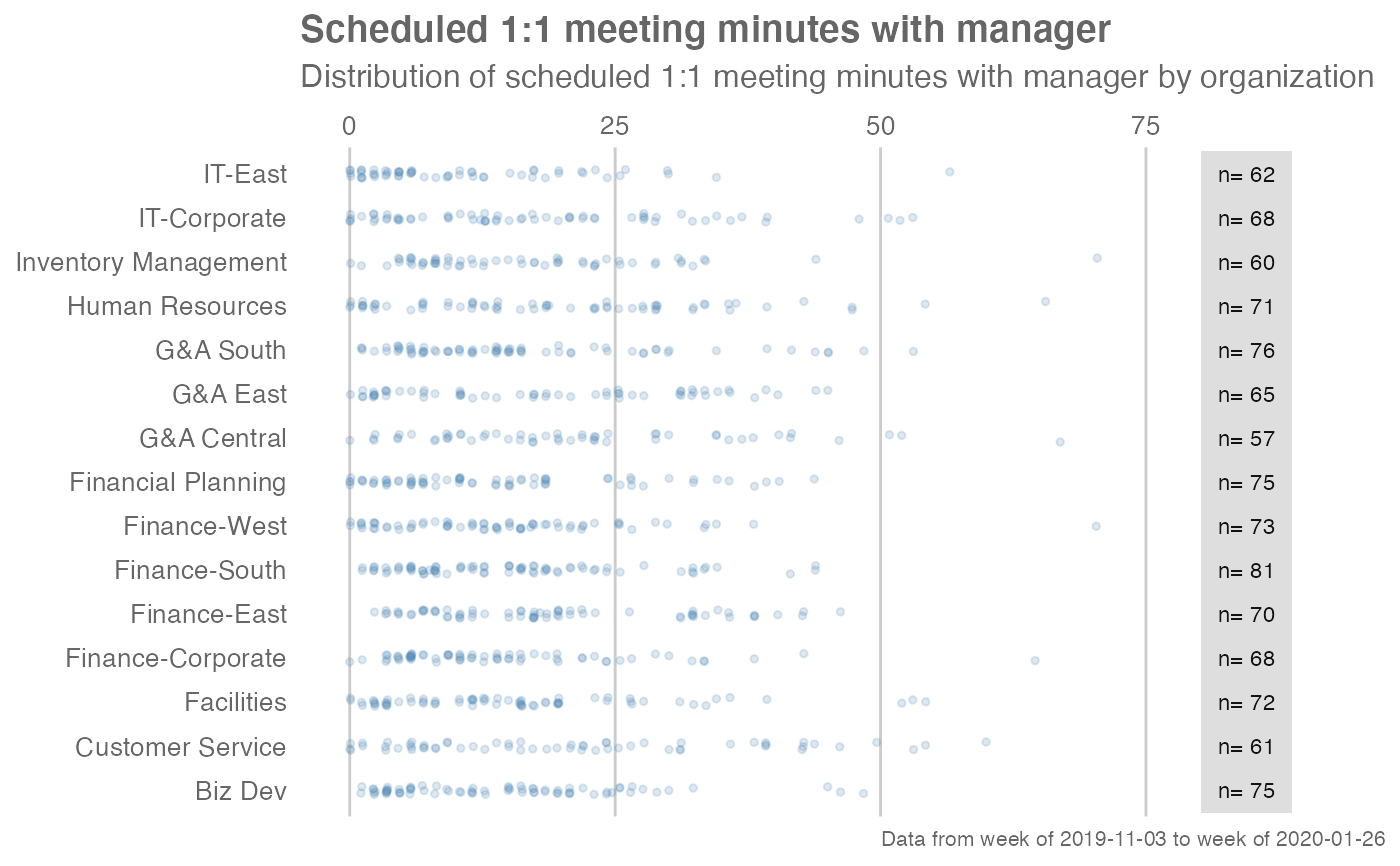 Scheduled 1:1 meeting minutes with manager
Distribution of scheduled 1:1 meeting minutes with manager by organization
0 25 50 75
IT-East n= 62
IT-Corporate n= 68
Inventory Management n= 60
Human Resources n= 71
G&A South n= 76
G&A East n= 65
G&A Central n= 57
Financial Planning n= 75
Finance-West n= 73
Finance-South n= 81
Finance-East n= 70
Finance-Corporate n= 68
Facilities n= 72
Customer Service n= 61
Biz Dev n= 75
Data from week of 2019-11-03 to week of 2020-01-26